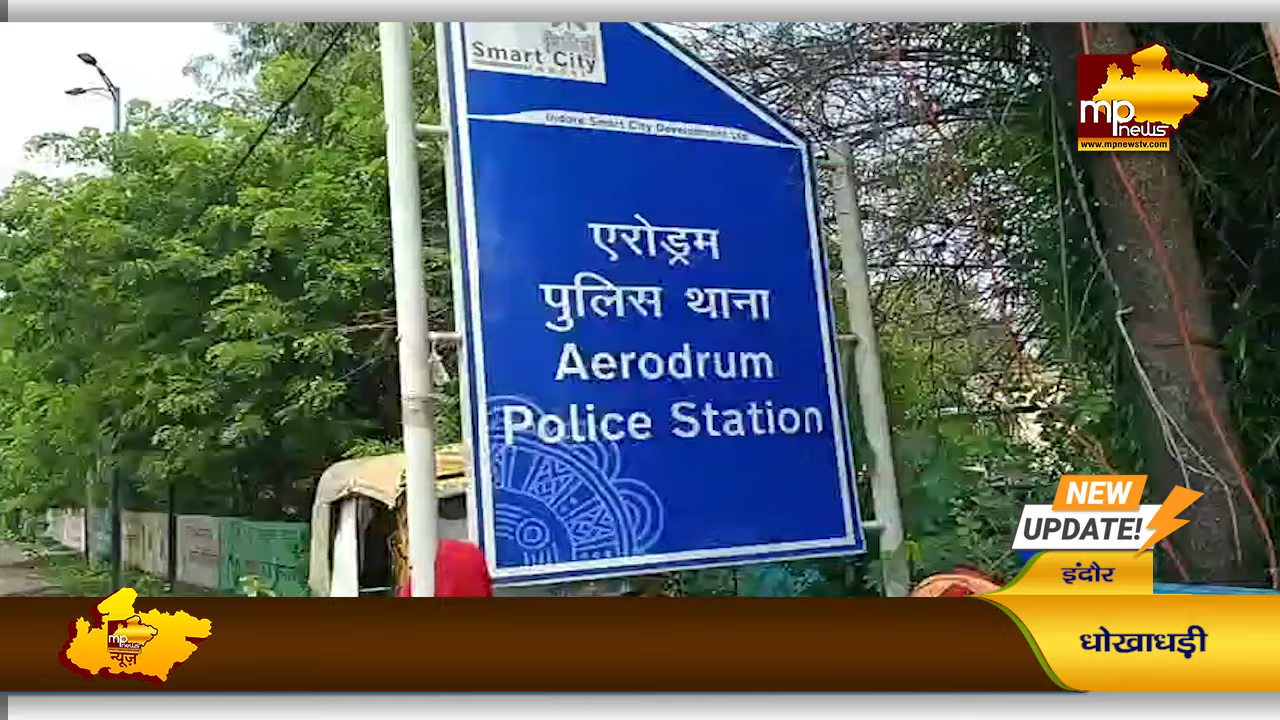 Smart City
Indore Smart City Development Ltd.
एरोड्रम
पुलिस थाना
Aerodrum
Police Station
mp
news
www.mpnewstv.com
NEW
UPDATE!
इंदौर
धोखाधड़ी
mp
news
न्यूज़